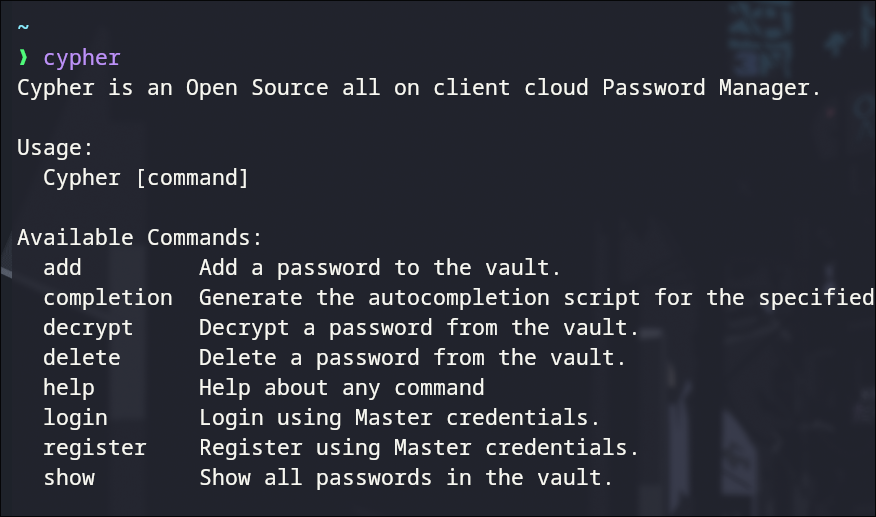 ~
❯ cypher
Cypher is an Open Source all on client cloud Password Manager.
Usage:
Cypher [command]
Available Commands:
add Add a password to the vault.
completion Generate the autocompletion script for the specified
decrypt Decrypt a password from the vault.
delete Delete a password from the vault.
help Help about any command
login Login using Master credentials.
register Register using Master credentials.
show Show all passwords in the vault.